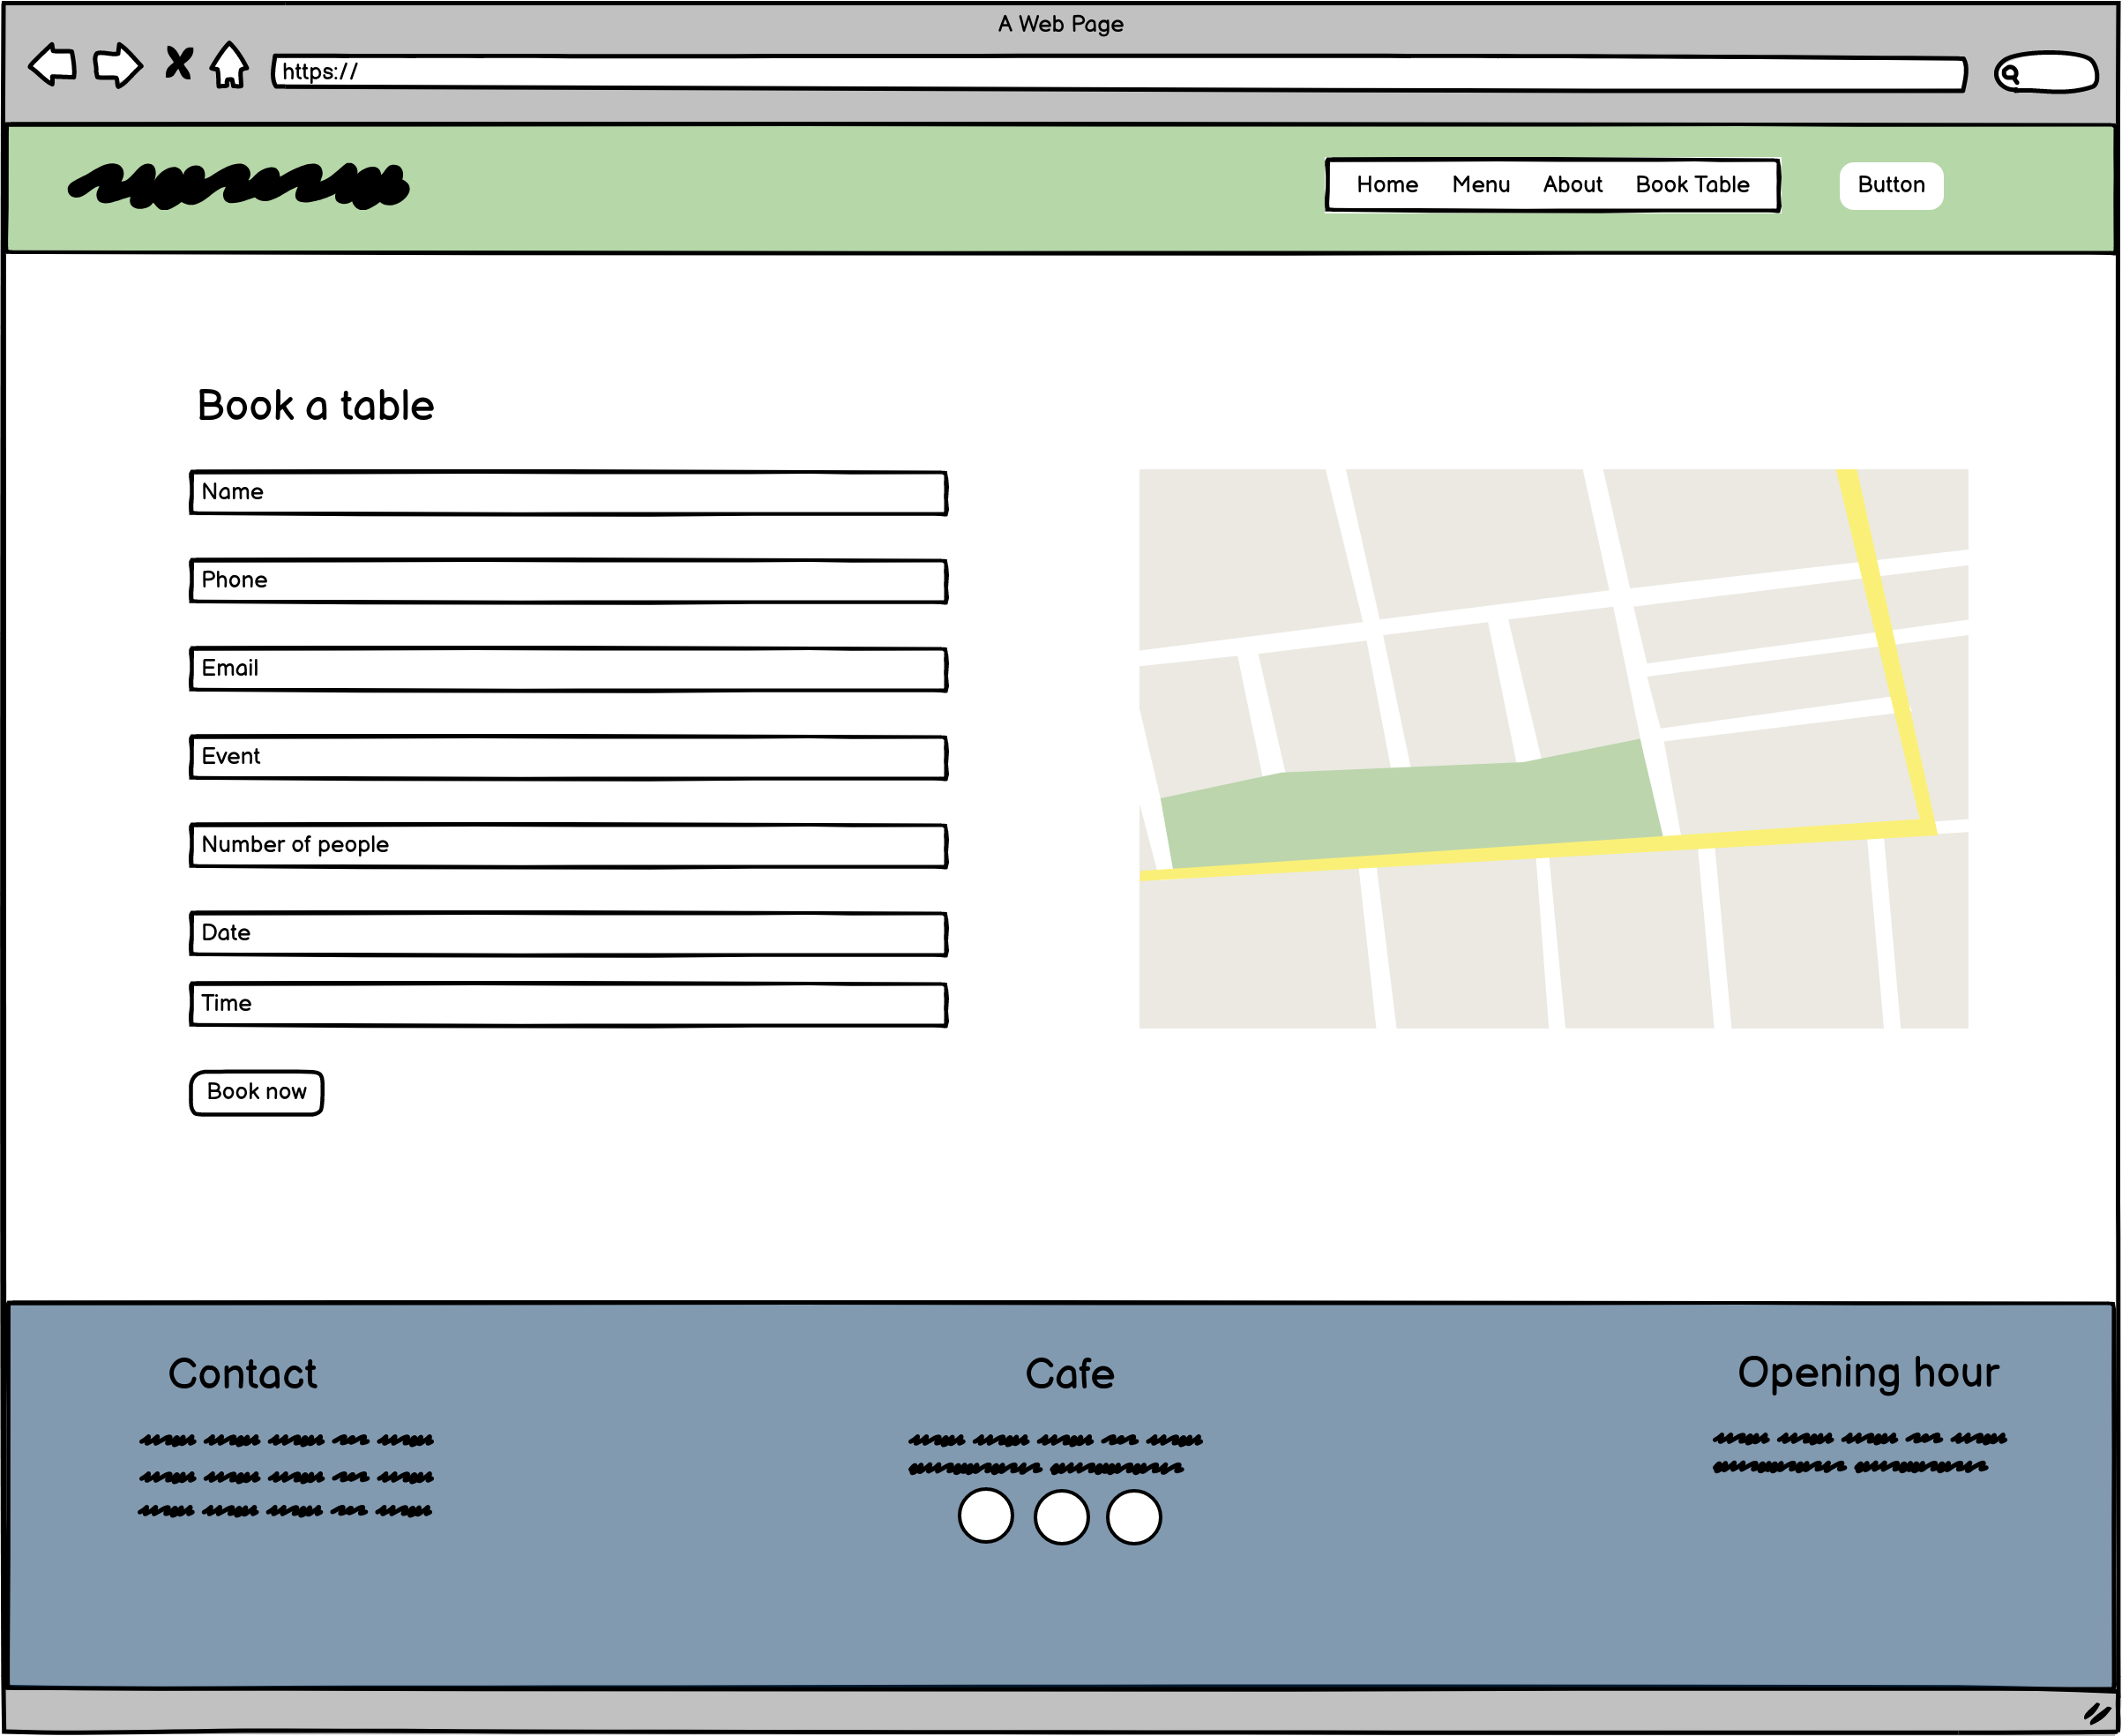 A Web Page
https://
Home Menu About Book Table Button
Book a table
Name
Phone
Email
Event
Number of people
Date
Time
Book now
Contact
Cafe
Opening hour